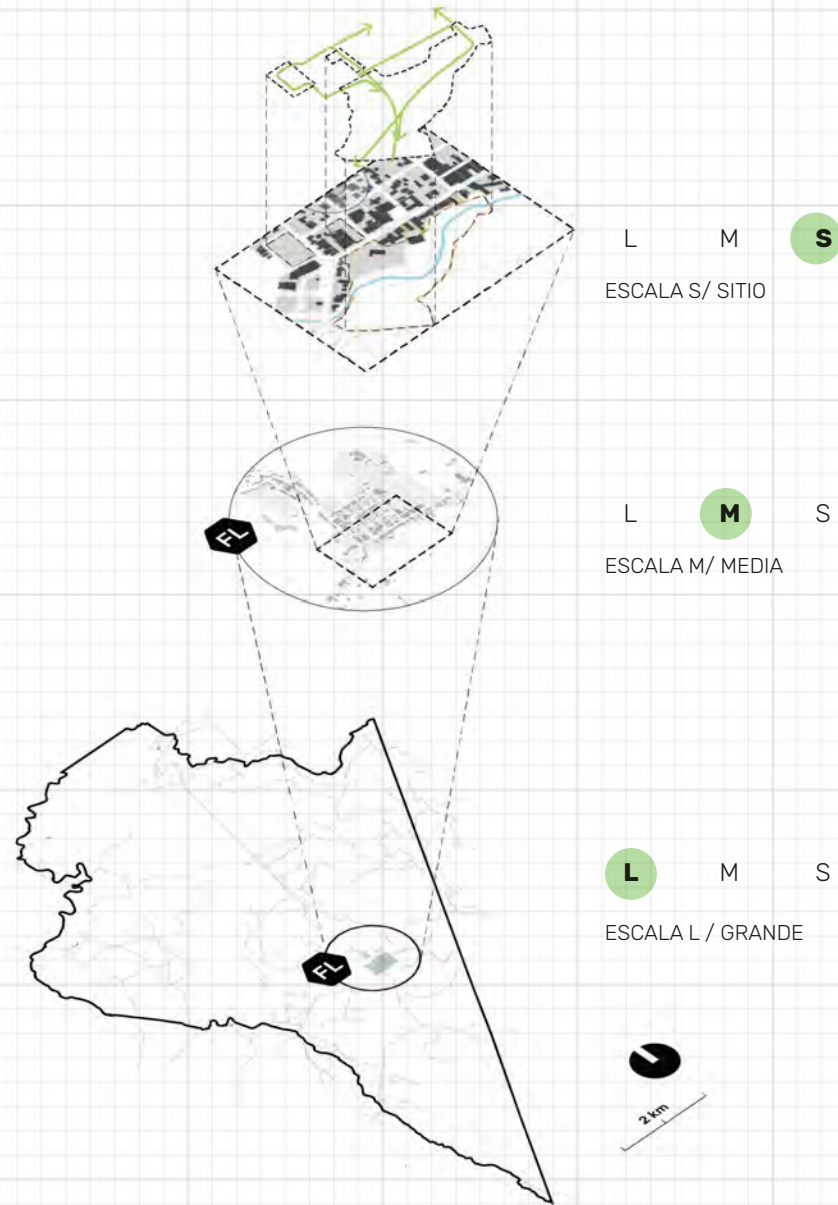 L M S
ESCALA S/ SITIO
L M S
FL
ESCALA M/ MEDIA
L M S
ESCALA L / GRANDE
FL
2 km